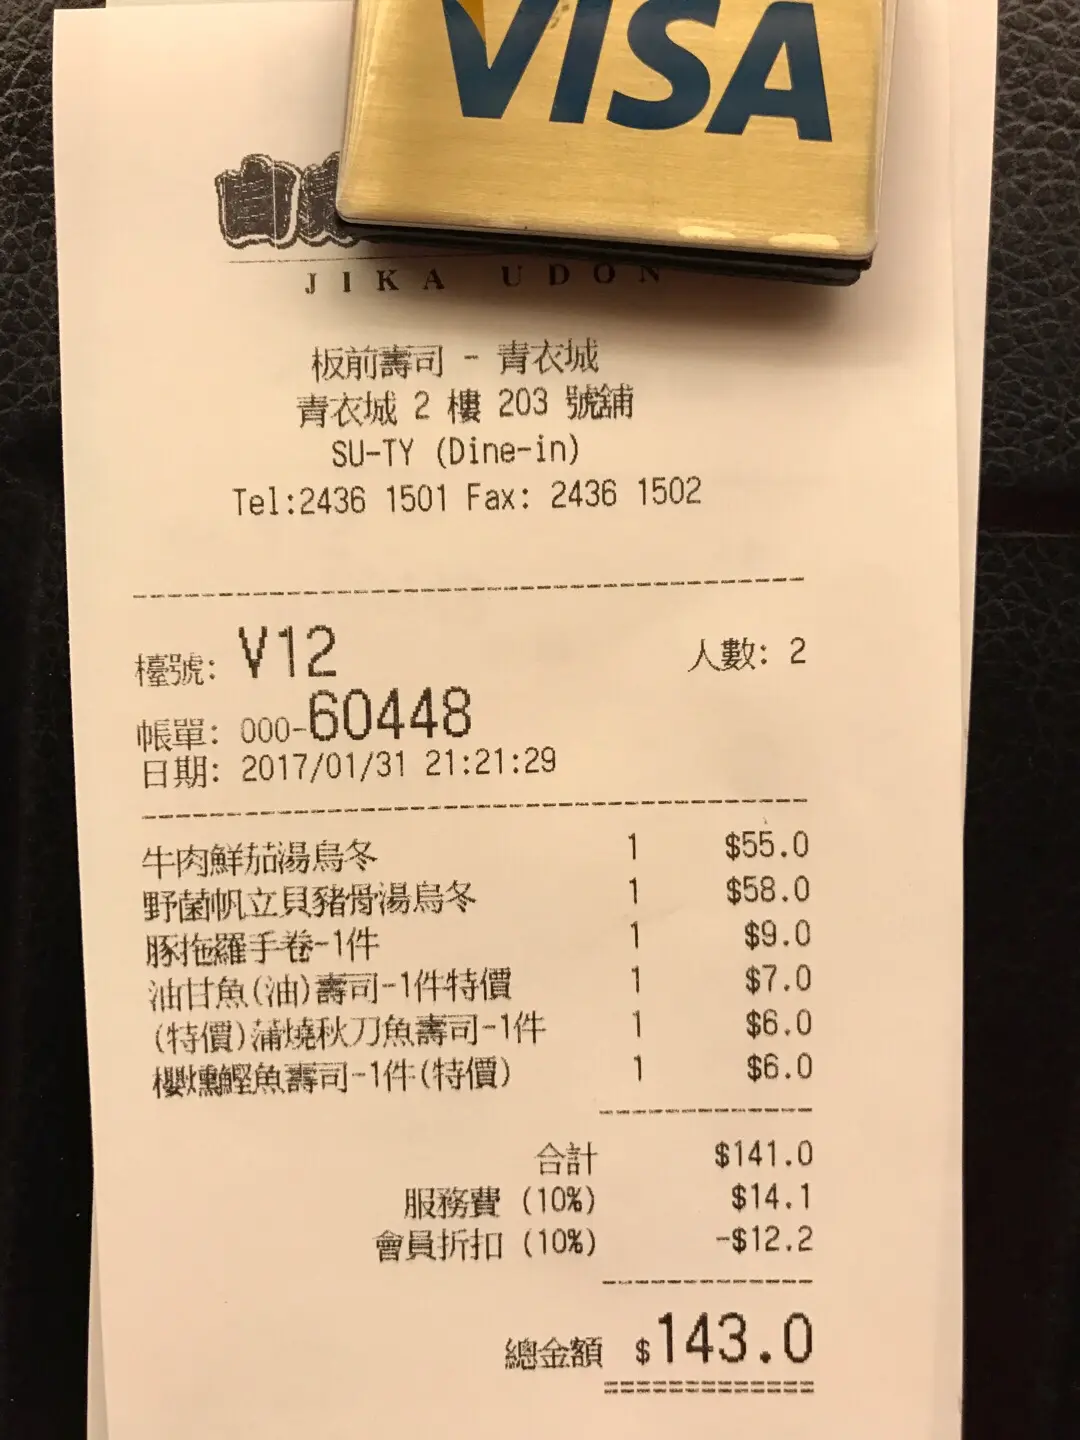 VISA
JIKA UDON
板前壽司 - 青衣城
青衣城 2 樓 203 號舖
SU-TY (Dine-in)
Tel:2436 1501 Fax: 2436 1502
檯號: V12 人數: 2
帳單: 000-60448
日期: 2017/01/31 21:21:29
牛肉鮮茄湯烏冬 1 $55.0
野菌帆立貝豬骨湯烏冬 1 $58.0
豚拖羅手卷-1件 1 $9.0
油甘魚(油)壽司-1件特價 1 $7.0
(特價)蒲燒秋刀魚壽司-1件 1 $6.0
櫻燻鰹魚壽司-1件(特價) 1 $6.0
合計 $141.0
服務費 (10%) $14.1
會員折扣 (10%) -$12.2
總金額 $143.0